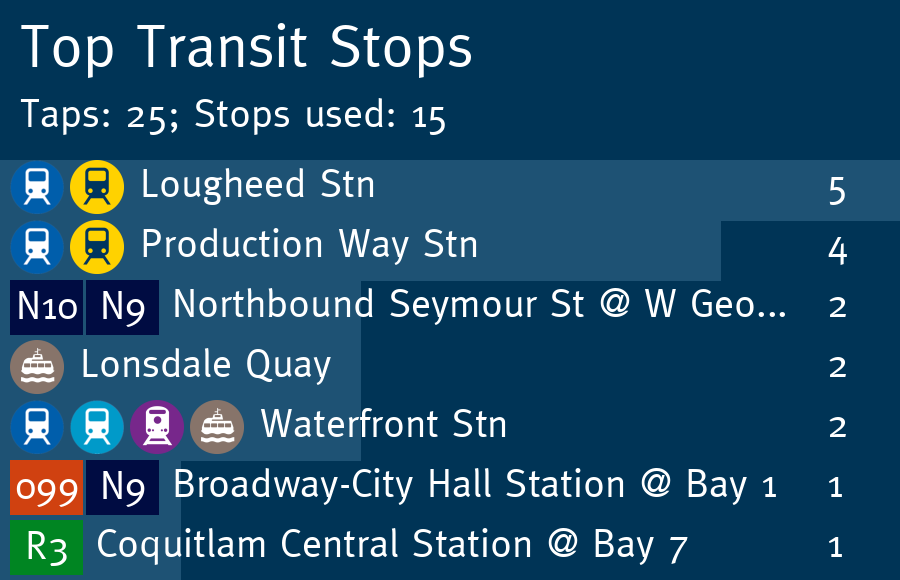 Top Transit Stops
Taps: 25; Stops used: 15
Lougheed Stn 5
Production Way Stn 4
N10 N9 Northbound Seymour St @ W Geo... 2
Lonsdale Quay 2
Waterfront Stn 2
099 N9 Broadway-City Hall Station @ Bay 1 1
R3 Coquitlam Central Station @ Bay 7 1